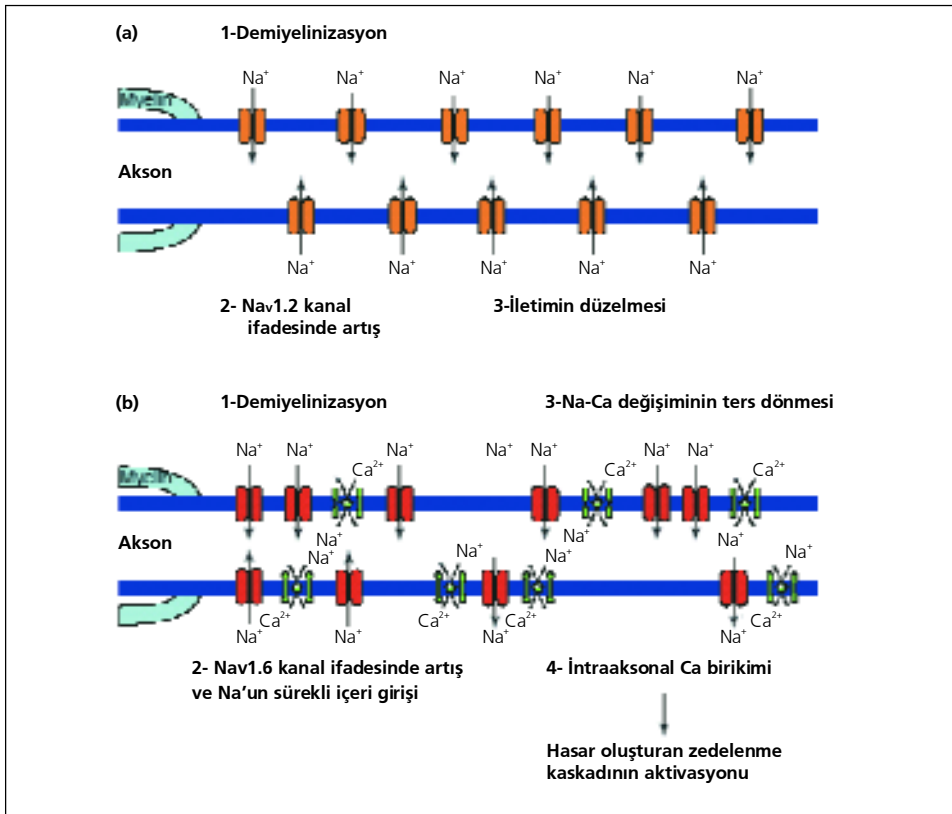 (a) 1-Demiyelinizasyon
Na⁺ Na⁺ Na⁺ Na⁺ Na⁺ Na⁺
Myelin
Akson
Na⁺ Na⁺ Na⁺ Na⁺ Na⁺
2- Nav1.2 kanal
ifadesinde artış
3-İletimin düzelmesi
(b) 1-Demiyelinizasyon
3-Na-Ca değişiminin ters dönmesi
Na⁺ Na⁺ Na⁺ Na⁺ Na⁺ Na⁺ Na⁺
Ca²⁺ Ca²⁺ Ca²⁺
Myelin
Na⁺ Na⁺ Na⁺
Akson
Na⁺ Na⁺ Na⁺ Na⁺
Ca²⁺ Ca²⁺ Ca²⁺ Ca²⁺
Na⁺ Na⁺ Na⁺ Na⁺
2- Nav1.6 kanal ifadesinde artış
ve Na’un sürekli içeri girişi
4- İntraaksonal Ca birikimi
Hasar oluşturan zedelenme
kaskadının aktivasyonu